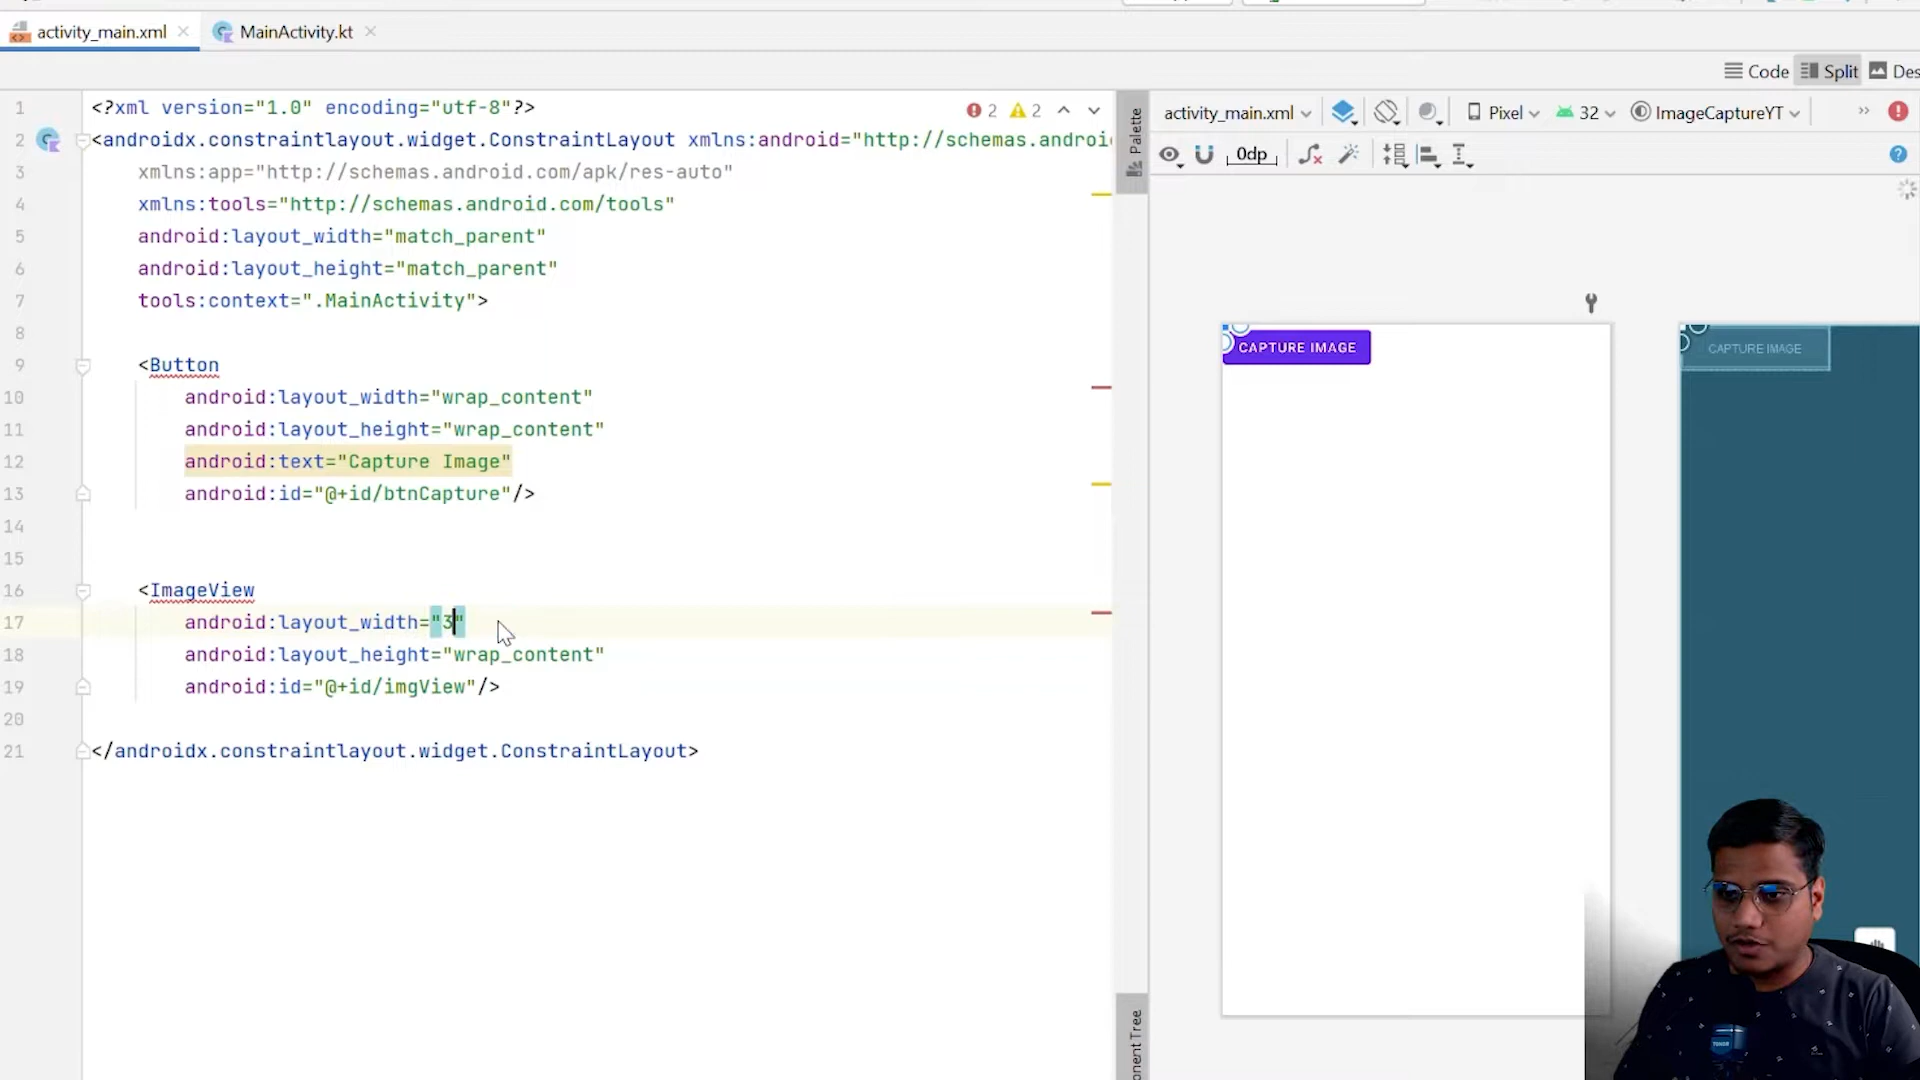 activity_main.xml
MainActivity.kt
Code
Split
Des
1 <?xml version="1.0" encoding="utf-8"?>
2 <androidx.constraintlayout.widget.ConstraintLayout xmlns:android="http://schemas.androi
3 xmlns:app="http://schemas.android.com/apk/res-auto"
4 xmlns:tools="http://schemas.android.com/tools"
5 android:layout_width="match_parent"
6 android:layout_height="match_parent"
7 tools:context=".MainActivity">
8
9 <Button
10 android:layout_width="wrap_content"
11 android:layout_height="wrap_content"
12 android:text="Capture Image"
13 android:id="@+id/btnCapture"/>
14
15
16 <ImageView
17 android:layout_width="3"
18 android:layout_height="wrap_content"
19 android:id="@+id/imgView"/>
20
21 </androidx.constraintlayout.widget.ConstraintLayout>
2 2
Palette
activity_main.xml
Pixel
32
ImageCaptureYT
0dp
CAPTURE IMAGE
CAPTURE IMAGE
onent Tree